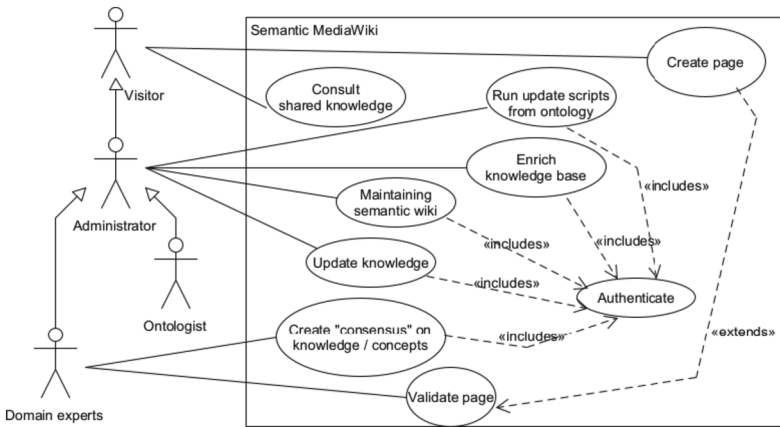 Semantic MediaWiki
Create page
Visitor
Consult
shared knowledge
Run update scripts
from ontology
Enrich
knowledge base
Administrator
Maintaining
semantic wiki
«includes»
«includes»
«includes»
Update knowledge
«includes»
Authenticate
Ontologist
Create "consensus" on
knowledge / concepts
«includes»
«extends»
Validate page
Domain experts